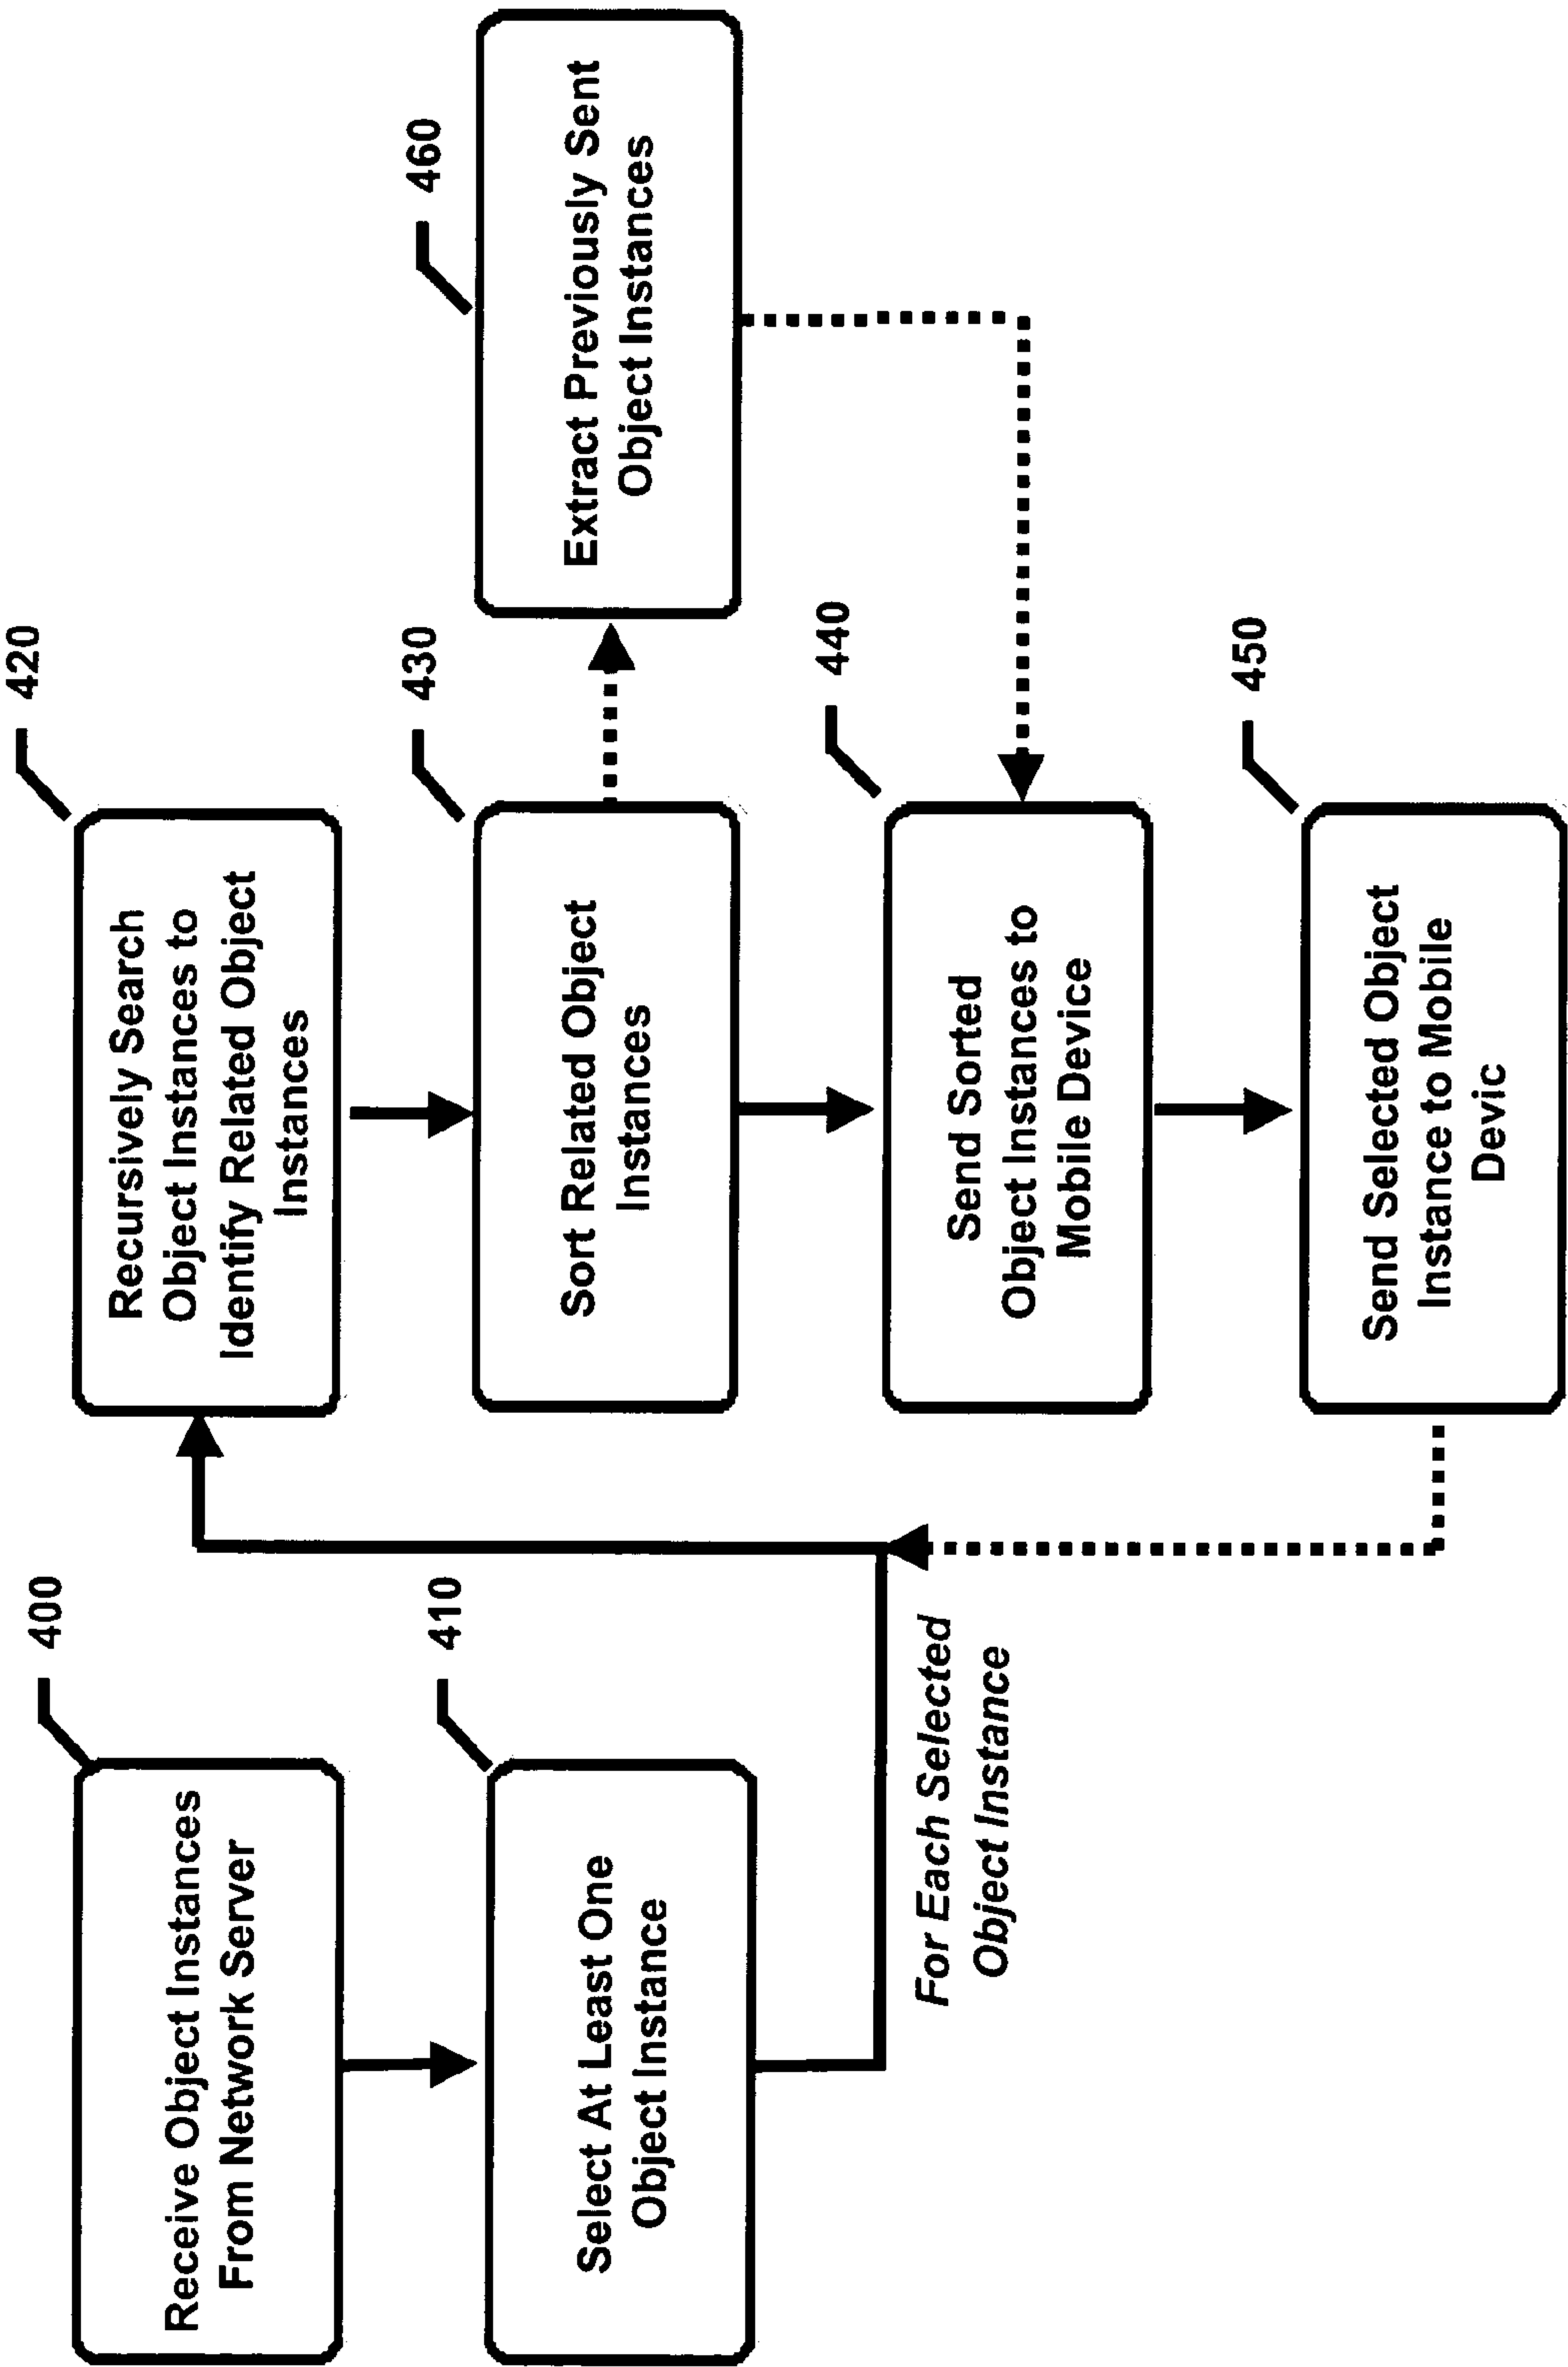 400
Receive Object Instances
From Network Server
410
Select At Least One
Object Instance
For Each Selected
Object Instance
420
Recursively Search
Object Instances to
Identify Related Object
Instances
430
Sort Related Object
Instances
460
Extract Previously Sent
Object Instances
440
Send Sorted
Object Instances to
Mobile Device
450
Send Selected Object
Instance to Mobile
Devic